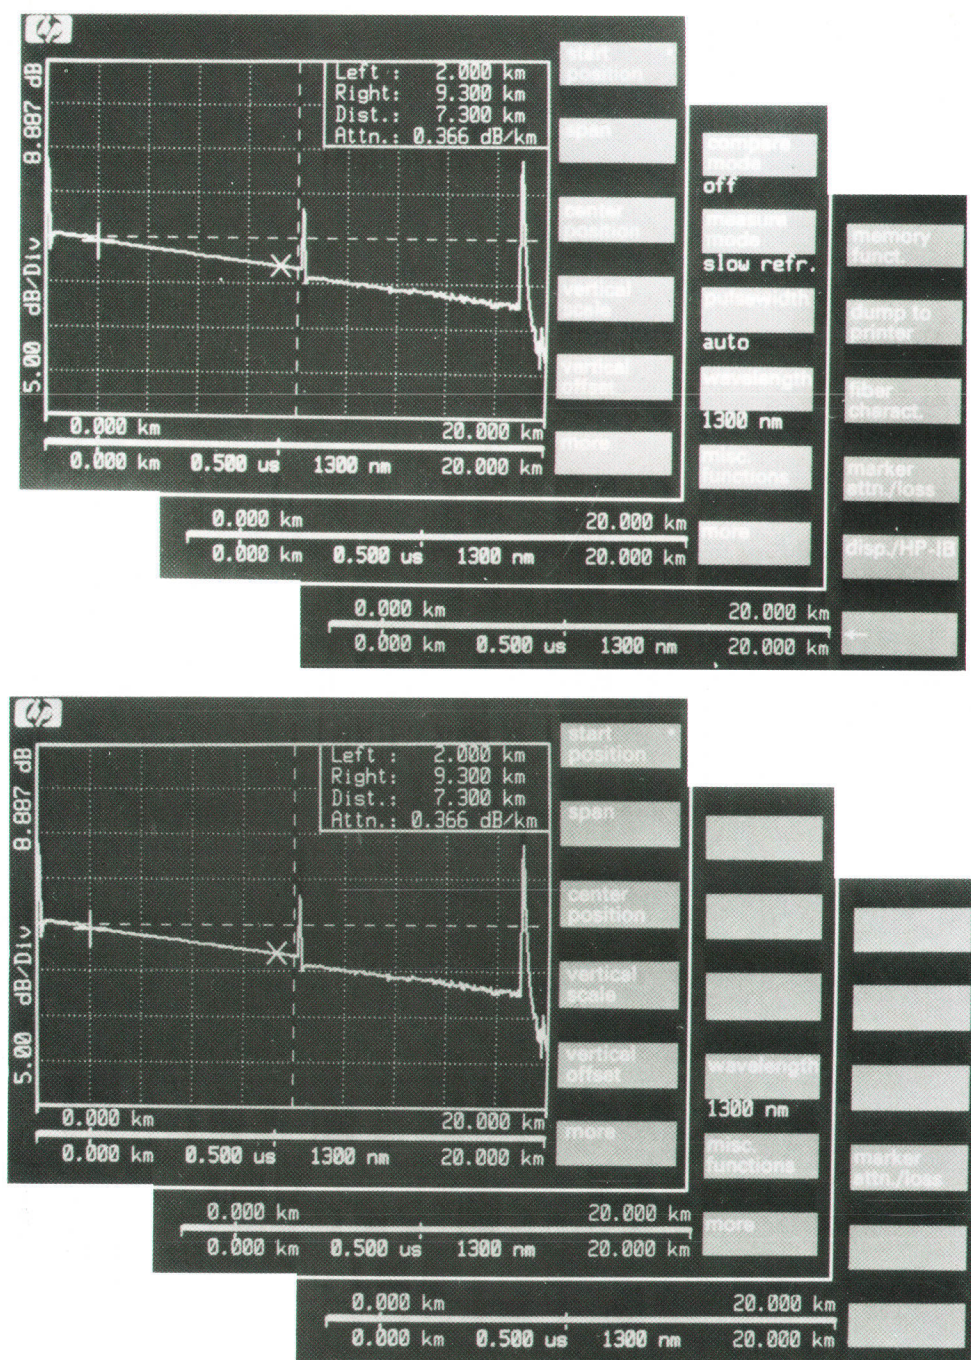 hp
8.887 dB
5.00 dB/Div
Left : 2.000 km
Right: 9.300 km
Dist.: 7.300 km
Attn.: 0.366 dB/km
0.000 km 20.000 km
0.000 km 0.500 us 1300 nm 20.000 km
start position
span
center position
vertical scale
vertical offset
more
compare mode
off
measure mode
slow refr.
pulsewidth
auto
wavelength
1300 nm
misc. functions
more
0.000 km 20.000 km
0.000 km 0.500 us 1300 nm 20.000 km
memory funct.
dump to printer
fiber charact.
marker attn./loss
disp./HP-IB
←
0.000 km 20.000 km
0.000 km 0.500 us 1300 nm 20.000 km
hp
8.887 dB
5.00 dB/Div
Left : 2.000 km
Right: 9.300 km
Dist.: 7.300 km
Attn.: 0.366 dB/km
0.000 km 20.000 km
0.000 km 0.500 us 1300 nm 20.000 km
start position
span
center position
vertical scale
vertical offset
more
wavelength
1300 nm
misc. functions
more
0.000 km 20.000 km
0.000 km 0.500 us 1300 nm 20.000 km
marker attn./loss
0.000 km 20.000 km
0.000 km 0.500 us 1300 nm 20.000 km